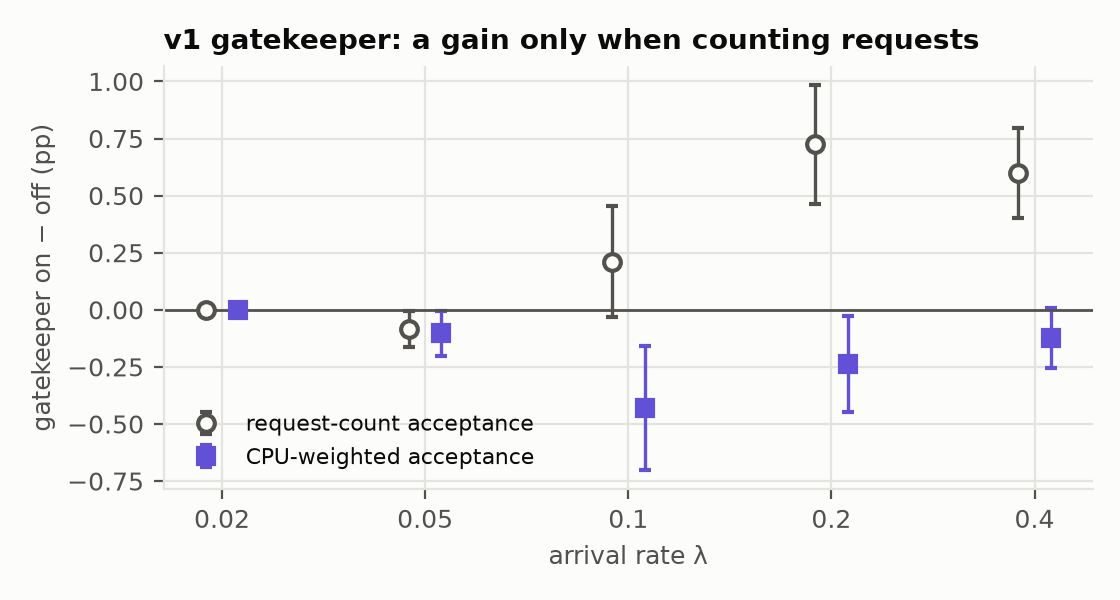 v1 gatekeeper: a gain only when counting requests
gatekeeper on − off (pp)
1.00
0.75
0.50
0.25
0.00
−0.25
−0.50
−0.75
request-count acceptance
CPU-weighted acceptance
0.02 0.05 0.1 0.2 0.4
arrival rate λ